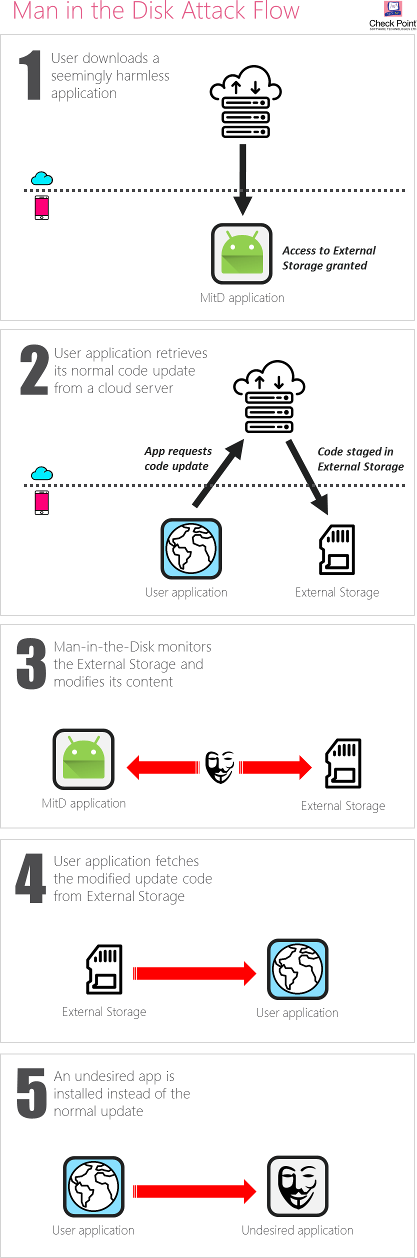 Man in the Disk Attack Flow
Check Point
SOFTWARE TECHNOLOGIES LTD
1
User downloads a
seemingly harmless
application
Access to External
Storage granted
MitD application
2
User application retrieves
its normal code update
from a cloud server
App requests
code update
Code staged in
External Storage
User application
External Storage
3
Man-in-the-Disk monitors
the External Storage and
modifies its content
MitD application
External Storage
4
User application fetches
the modified update code
from External Storage
External Storage
User application
5
An undesired app is
installed instead of the
normal update
User application
Undesired application